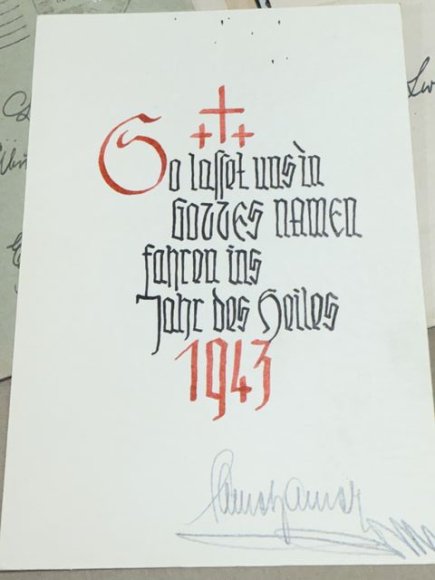 So lasset uns in
GOTTES NAMEN
fahren ins
Jahr des Heiles
1943